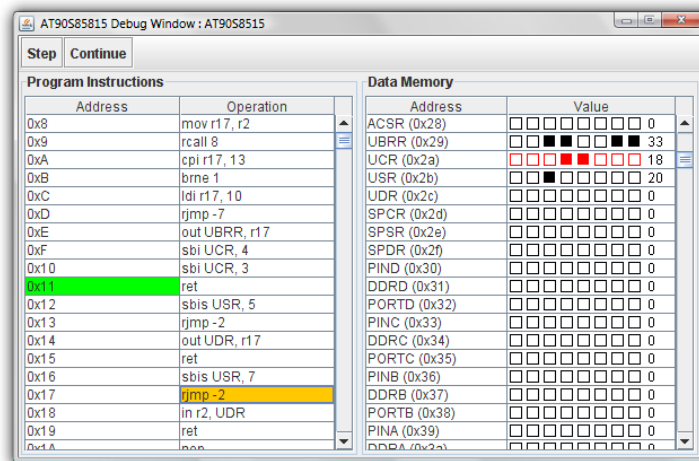 AT90S85815 Debug Window : AT90S8515
Step Continue
Program Instructions
Address Operation
0x8 mov r17, r2
0x9 rcall 8
0xA cpi r17, 13
0xB brne 1
0xC ldi r17, 10
0xD rjmp -7
0xE out UBRR, r17
0xF sbi UCR, 4
0x10 sbi UCR, 3
0x11 ret
0x12 sbis USR, 5
0x13 rjmp -2
0x14 out UDR, r17
0x15 ret
0x16 sbis USR, 7
0x17 rjmp -2
0x18 in r2, UDR
0x19 ret
0x1A nop
Data Memory
Address Value
ACSR (0x28) 0
UBRR (0x29) 33
UCR (0x2a) 18
USR (0x2b) 20
UDR (0x2c) 0
SPCR (0x2d) 0
SPSR (0x2e) 0
SPDR (0x2f) 0
PIND (0x30) 0
DDRD (0x31) 0
PORTD (0x32) 0
PINC (0x33) 0
DDRC (0x34) 0
PORTC (0x35) 0
PINB (0x36) 0
DDRB (0x37) 0
PORTB (0x38) 0
PINA (0x39) 0
DDRA (0x3a) 0